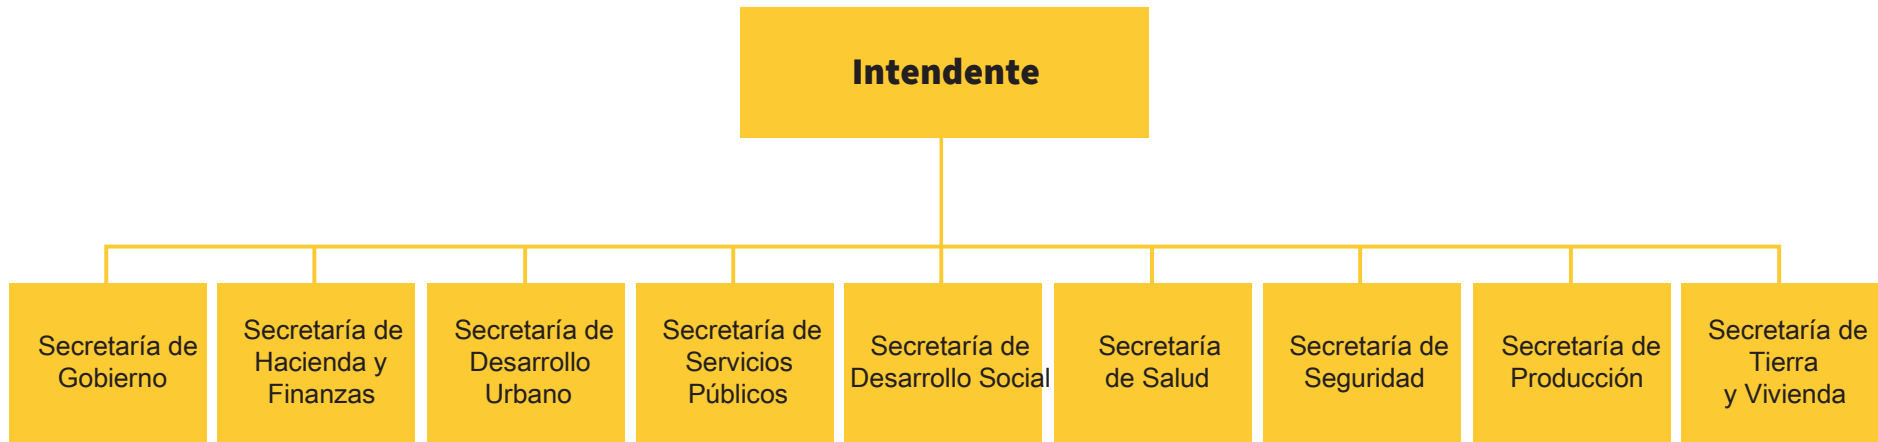 Intendente
Secretaría de
Gobierno
Secretaría de
Hacienda y
Finanzas
Secretaría de
Desarrollo
Urbano
Secretaría de
Servicios
Públicos
Secretaría de
Desarrollo Social
Secretaría
de Salud
Secretaría de
Seguridad
Secretaría de
Producción
Secretaría de
Tierra
y Vivienda